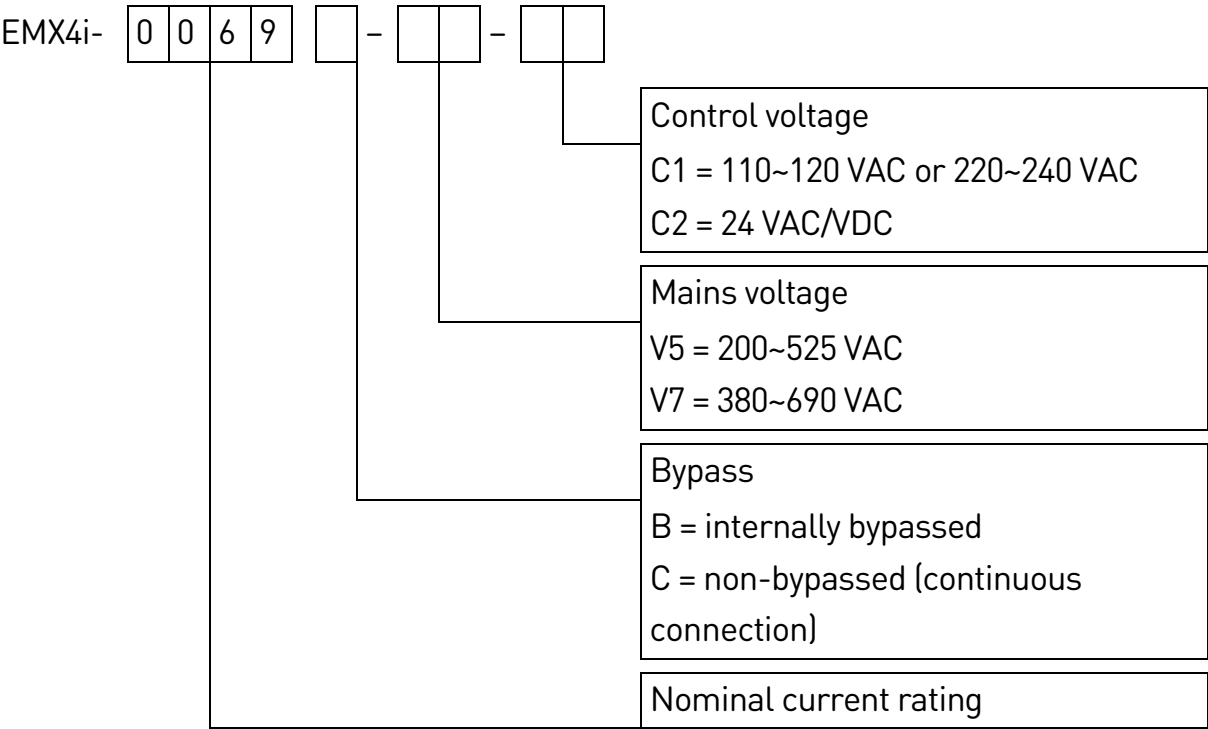 EMX4i- 0 0 6 9 – –
Control voltage
C1 = 110~120 VAC or 220~240 VAC
C2 = 24 VAC/VDC
Mains voltage
V5 = 200~525 VAC
V7 = 380~690 VAC
Bypass
B = internally bypassed
C = non-bypassed (continuous
connection)
Nominal current rating